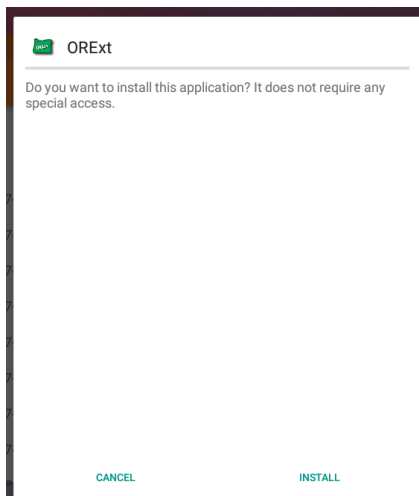 ORExt
Do you want to install this application? It does not require any
special access.
CANCEL
INSTALL